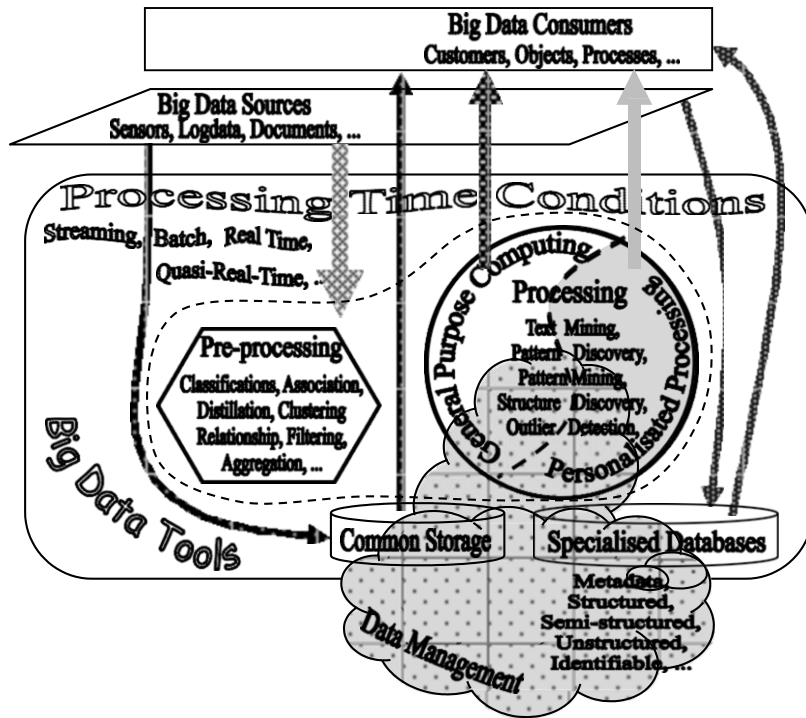 Big Data Consumers
Customers, Objects, Processes, ...
Big Data Sources
Sensors, Logdata, Documents, ...
Processing Time Conditions
Streaming, Batch, Real Time,
Quasi-Real-Time, ...
General Purpose Computing
Personalisated Processing
Processing
Text Mining,
Pattern Discovery,
Pattern Mining,
Structure Discovery,
Outlier Detection,
Pre-processing
Classifications, Association,
Distillation, Clustering
Relationship, Filtering,
Aggregation, ...
Big Data Tools
Common Storage
Specialised Databases
Metadata,
Structured,
Semi-structured,
Unstructured,
Identifiable, ...
Data Management